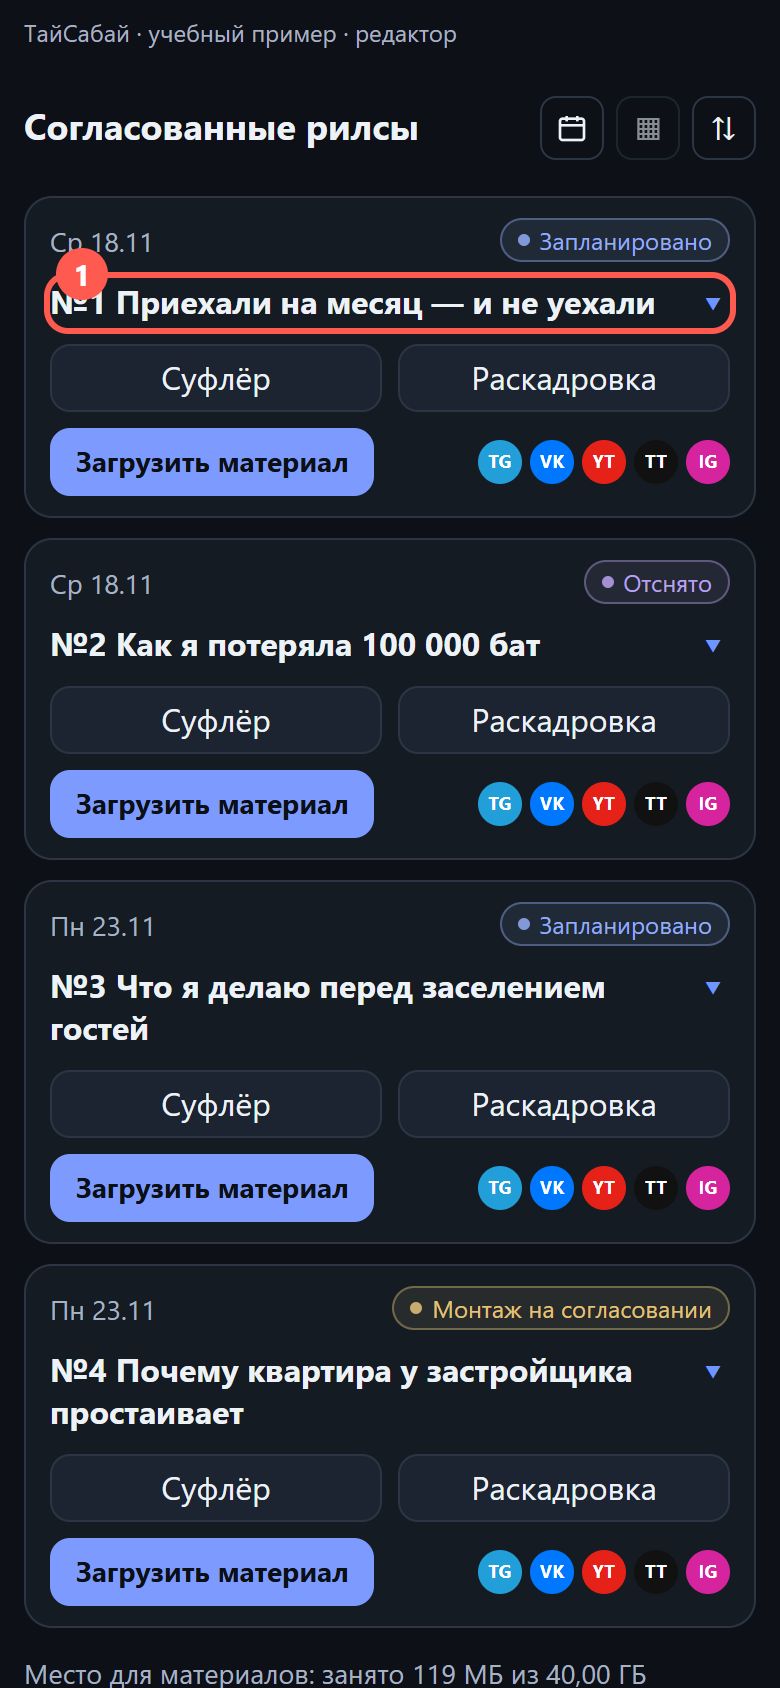 ТайСабай · учебный пример · редактор
Согласованные рилсы
Ср 18.11
Запланировано
1
№1 Приехали на месяц — и не уехали
Суфлёр Раскадровка
Загрузить материал TG VK YT TT IG
Ср 18.11
Отснято
№2 Как я потеряла 100 000 бат
Суфлёр Раскадровка
Загрузить материал TG VK YT TT IG
Пн 23.11
Запланировано
№3 Что я делаю перед заселением
гостей
Суфлёр Раскадровка
Загрузить материал TG VK YT TT IG
Пн 23.11
Монтаж на согласовании
№4 Почему квартира у застройщика
простаивает
Суфлёр Раскадровка
Загрузить материал TG VK YT TT IG
Место для материалов: занято 119 МБ из 40,00 ГБ